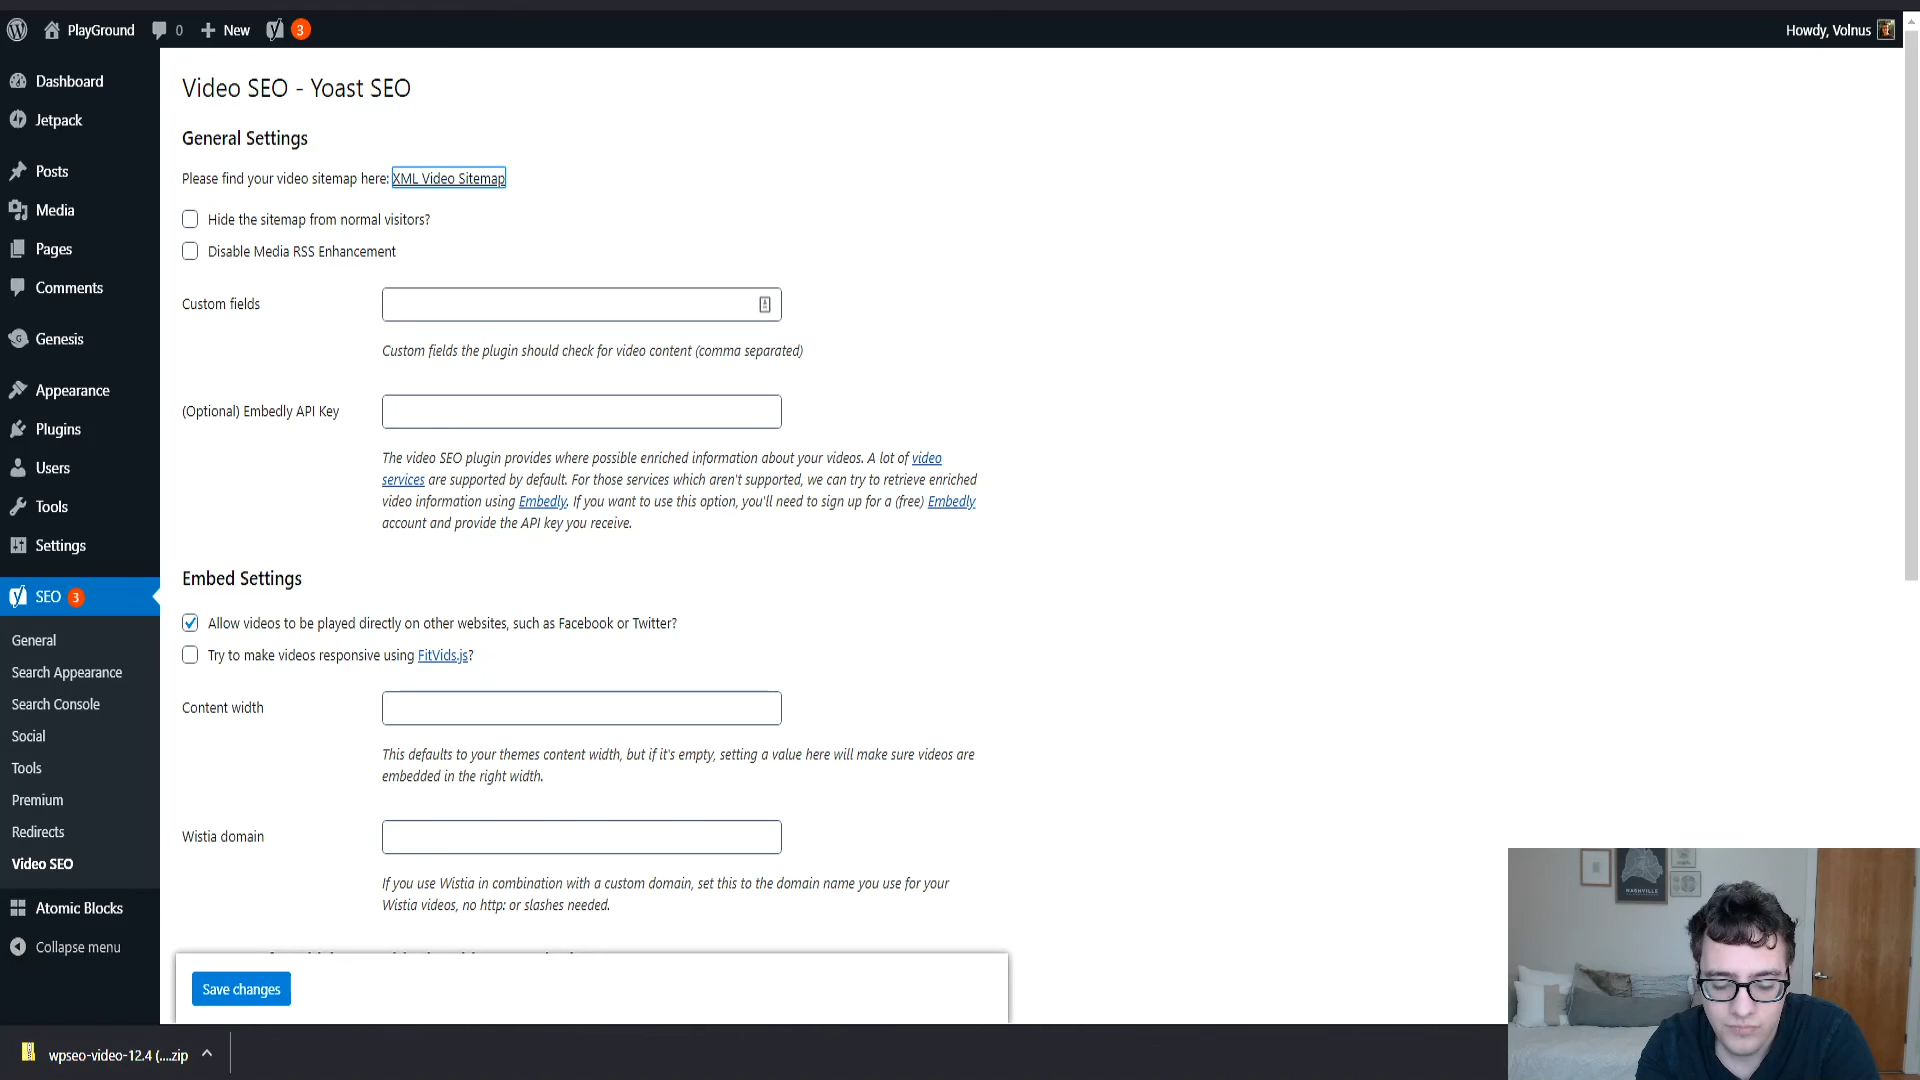 PlayGround 0 New 3 Howdy, Volnus
Dashboard
Jetpack
Posts
Media
Pages
Comments
Genesis
Appearance
Plugins
Users
Tools
Settings
SEO 3
General
Search Appearance
Search Console
Social
Tools
Premium
Redirects
Video SEO
Atomic Blocks
Collapse menu
Video SEO - Yoast SEO
General Settings
Please find your video sitemap here: XML Video Sitemap
Hide the sitemap from normal visitors?
Disable Media RSS Enhancement
Custom fields
Custom fields the plugin should check for video content (comma separated)
(Optional) Embedly API Key
The video SEO plugin provides where possible enriched information about your videos. A lot of video
services are supported by default. For those services which aren't supported, we can try to retrieve enriched
video information using Embedly. If you want to use this option, you'll need to sign up for a (free) Embedly
account and provide the API key you receive.
Embed Settings
Allow videos to be played directly on other websites, such as Facebook or Twitter?
Try to make videos responsive using FitVids.js?
Content width
This defaults to your themes content width, but if it's empty, setting a value here will make sure videos are
embedded in the right width.
Wistia domain
If you use Wistia in combination with a custom domain, set this to the domain name you use for your
Wistia videos, no http: or slashes needed.
Save changes
wpseo-video-12.4 (....zip
NASHVILLE